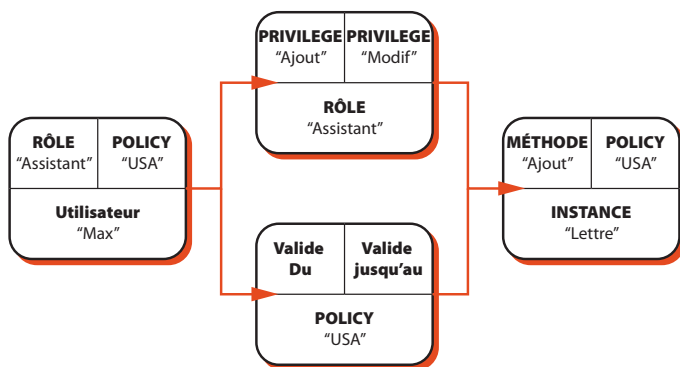 PRIVILEGE PRIVILEGE
“Ajout” “Modif”
RÔLE
“Assistant”
RÔLE POLICY
“Assistant” “USA”
Utilisateur
“Max”
MÉTHODE POLICY
“Ajout” “USA”
INSTANCE
“Lettre”
Valide Valide
Du jusqu’au
POLICY
“USA”